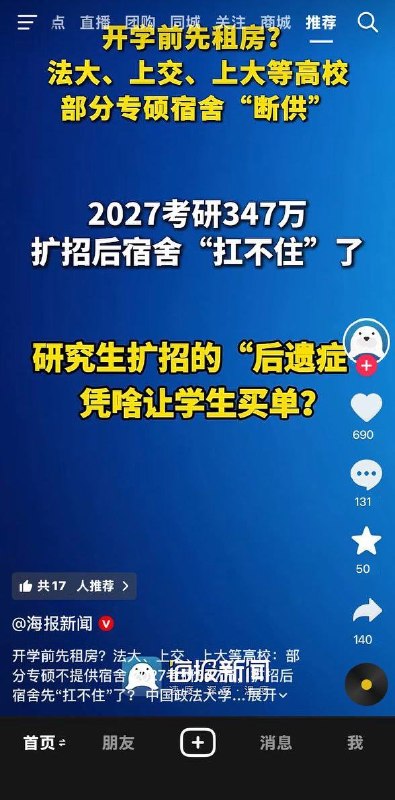 点 直播 团购 同城 关注 商城 推荐
开学前先租房？
法大、上交、上大等高校
部分专硕宿舍“断供”
2027考研347万
扩招后宿舍“扛不住”了
研究生扩招的“后遗症
凭啥让学生买单？
690
131
50
140
共17 人推荐 >
@海报新闻
海报新闻
开学前先租房？法大、上交、上大等高校：部
分专硕不提供宿舍
扩招后
宿舍先“扛不住”了？ 中国政法大学...展开
首页 朋友 消息 我